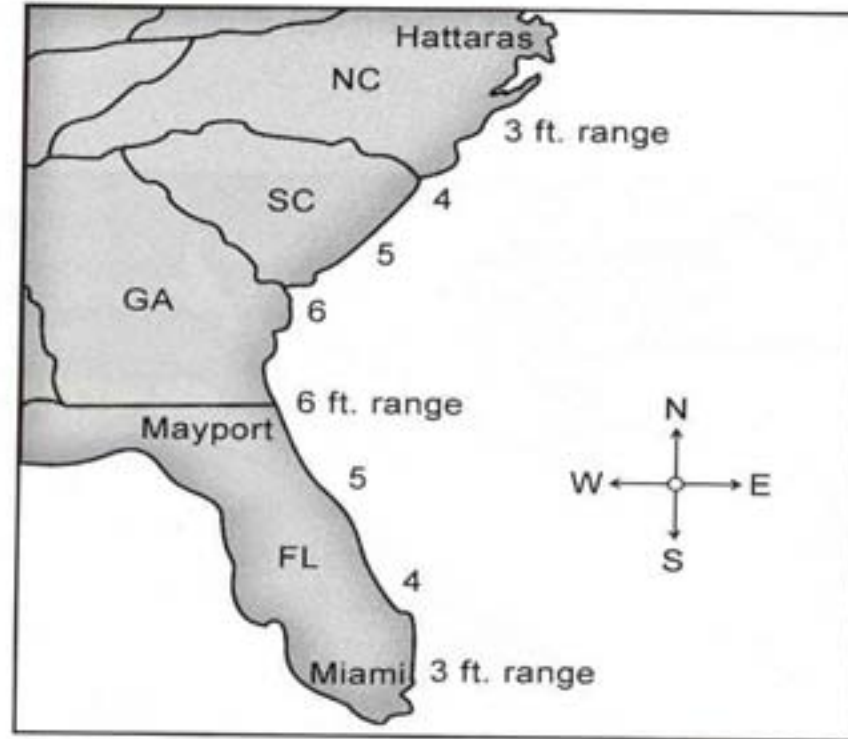 Hattaras
NC
3 ft. range
4
SC
5
GA
6
6 ft. range
N
Mayport
5
W
E
S
FL
4
Miami
3 ft. range